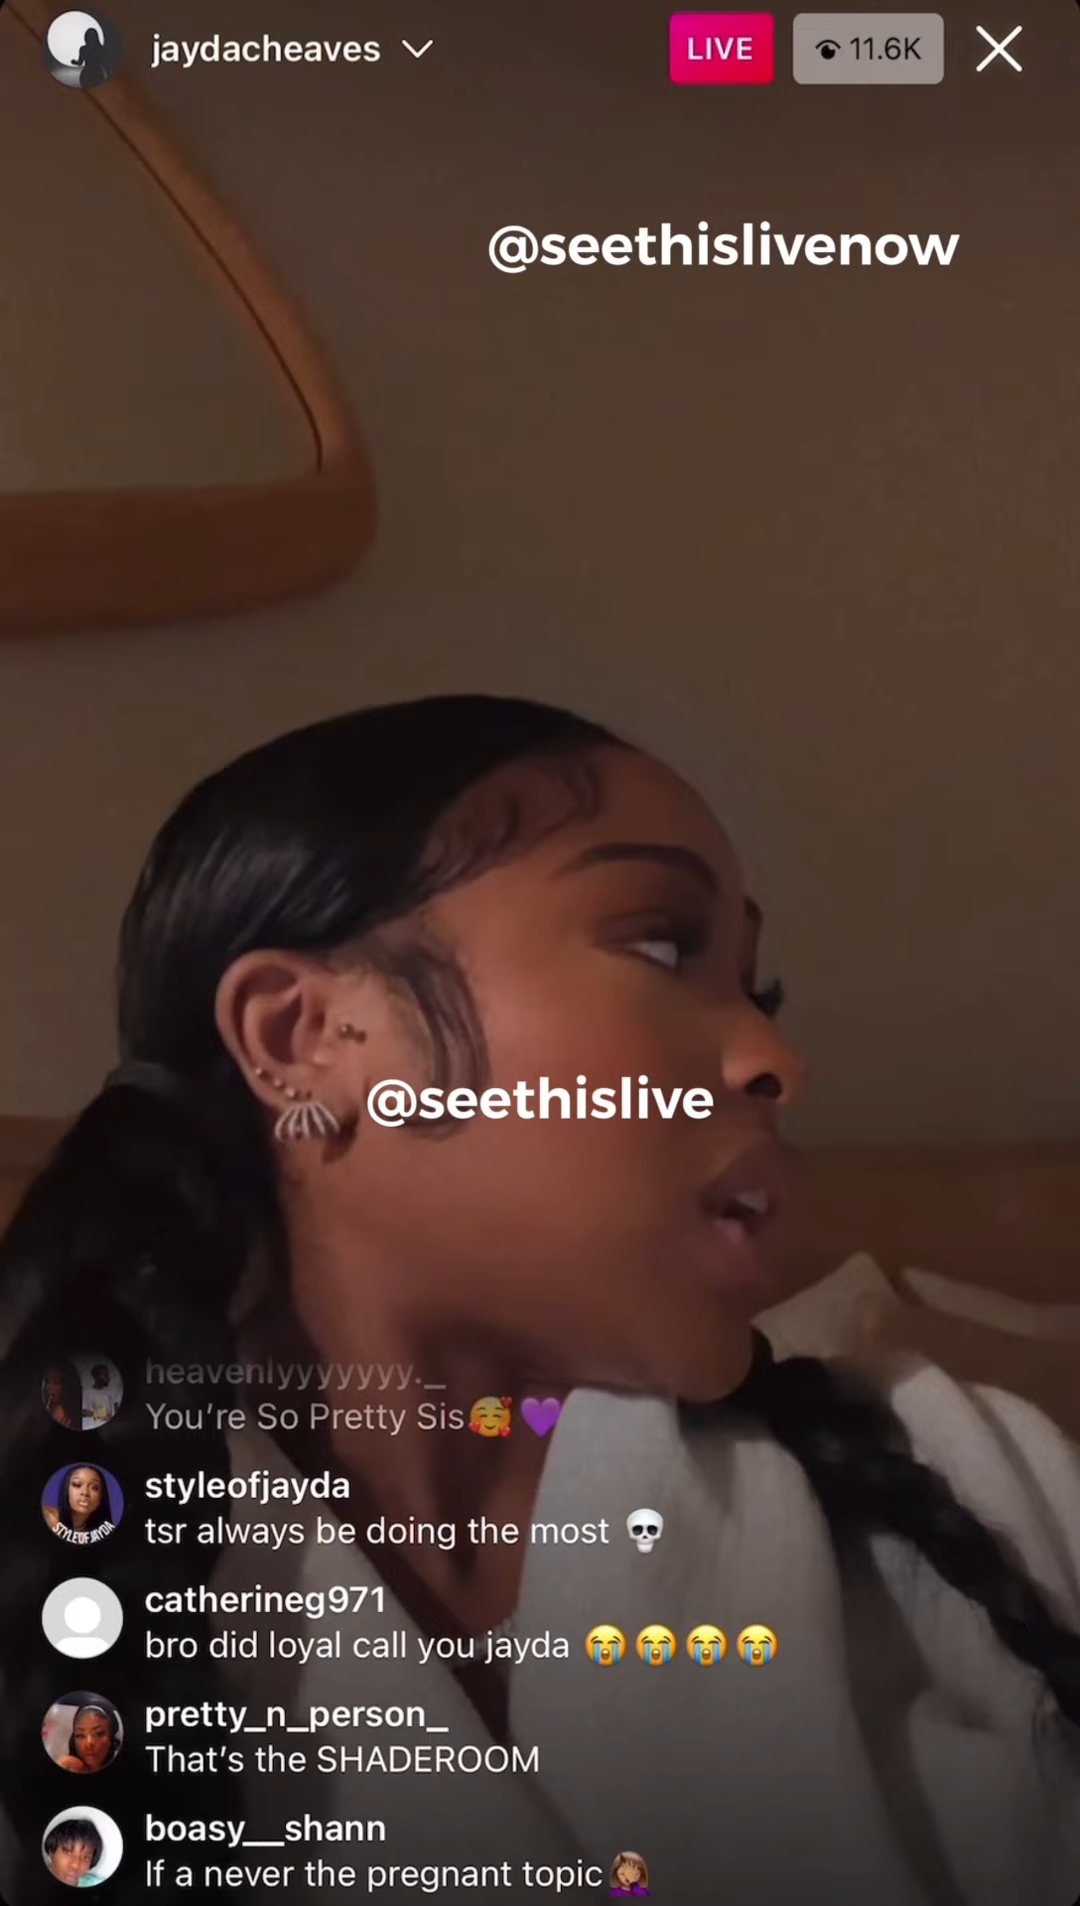 jaydacheaves
LIVE
11.6K
@seethislivenow
@seethislive
heavenlyyyyyyy._
You're So Pretty Sis🥰💜
styleofjayda
tsr always be doing the most 💀
STYLEOFJAYDA
catherineg971
bro did loyal call you jayda 😭😭😭😭
pretty_n_person_
That's the SHADEROOM
boasy__shann
If a never the pregnant topic🤦🏽‍♀️